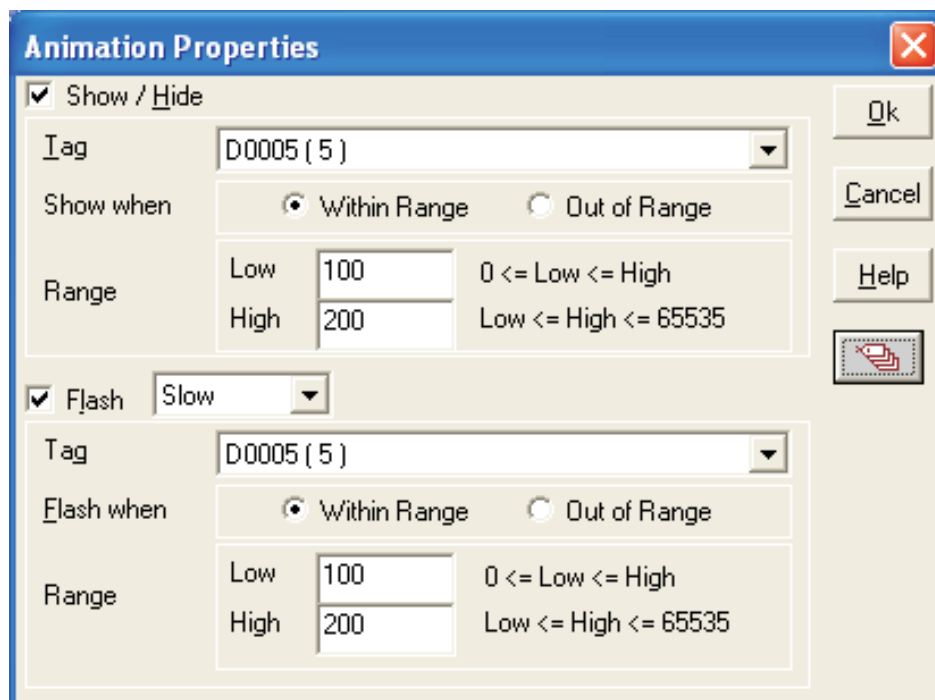 Animation Properties
Show / Hide
Ok
Tag
D0005 ( 5 )
Show when
Within Range
Out of Range
Cancel
Range
Low
100
0 <= Low <= High
Help
High
200
Low <= High <= 65535
Flash
Slow
Tag
D0005 ( 5 )
Flash when
Within Range
Out of Range
Range
Low
100
0 <= Low <= High
High
200
Low <= High <= 65535